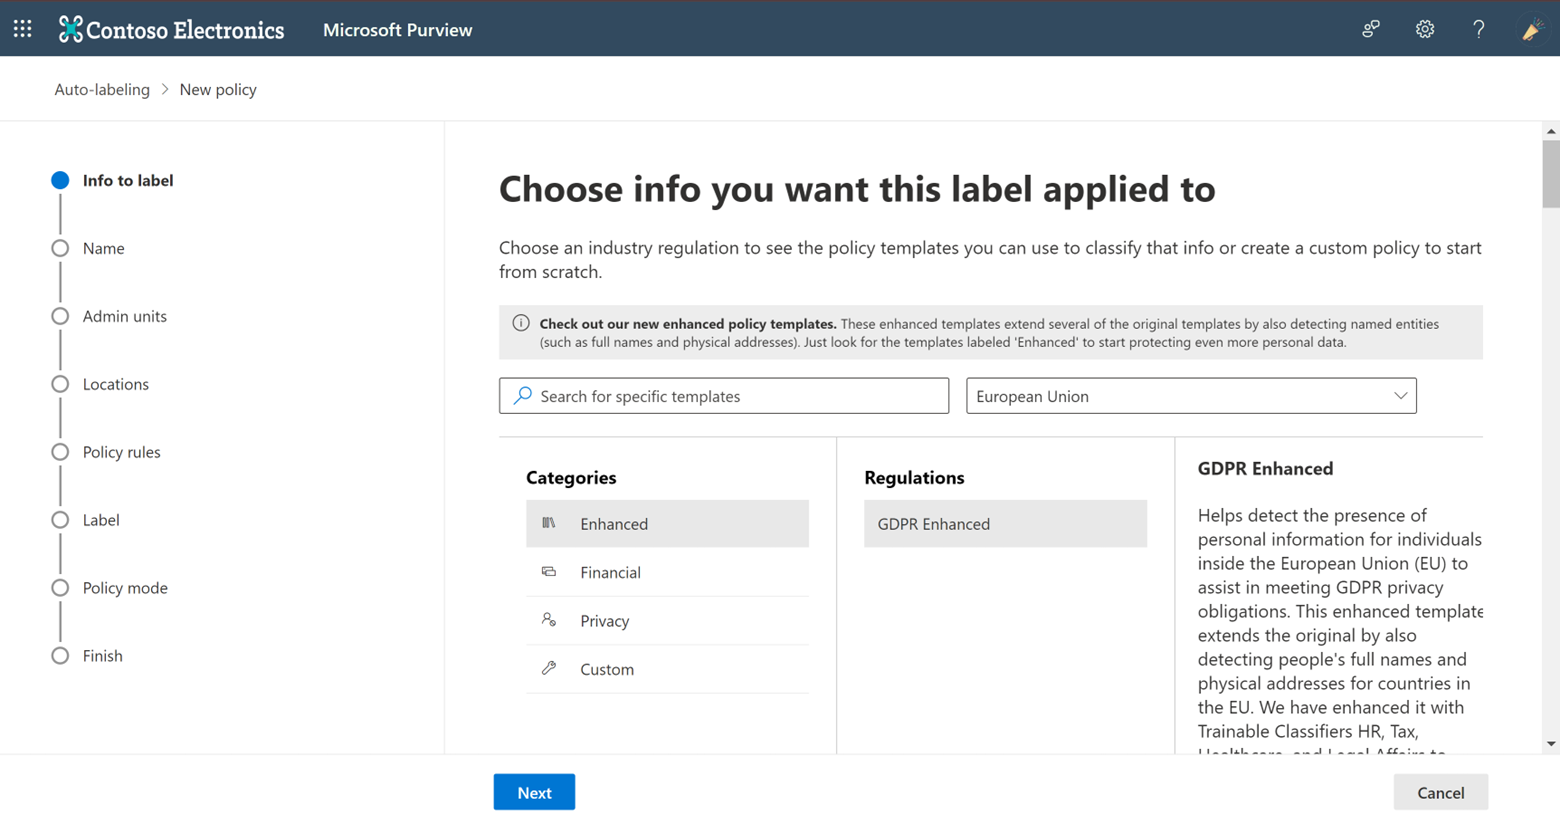 Contoso Electronics
Microsoft Purview
Auto-labeling > New policy
Info to label
Name
Admin units
Locations
Policy rules
Label
Policy mode
Finish
Choose info you want this label applied to
Choose an industry regulation to see the policy templates you can use to classify that info or create a custom policy to start
from scratch.
Check out our new enhanced policy templates. These enhanced templates extend several of the original templates by also detecting named entities
(such as full names and physical addresses). Just look for the templates labeled 'Enhanced' to start protecting even more personal data.
Search for specific templates
European Union
Categories
Enhanced
Financial
Privacy
Custom
Regulations
GDPR Enhanced
GDPR Enhanced
Helps detect the presence of
personal information for individuals
inside the European Union (EU) to
assist in meeting GDPR privacy
obligations. This enhanced template
extends the original by also
detecting people's full names and
physical addresses for countries in
the EU. We have enhanced it with
Trainable Classifiers HR, Tax,
Healthcare, and Legal Affairs to
Next
Cancel